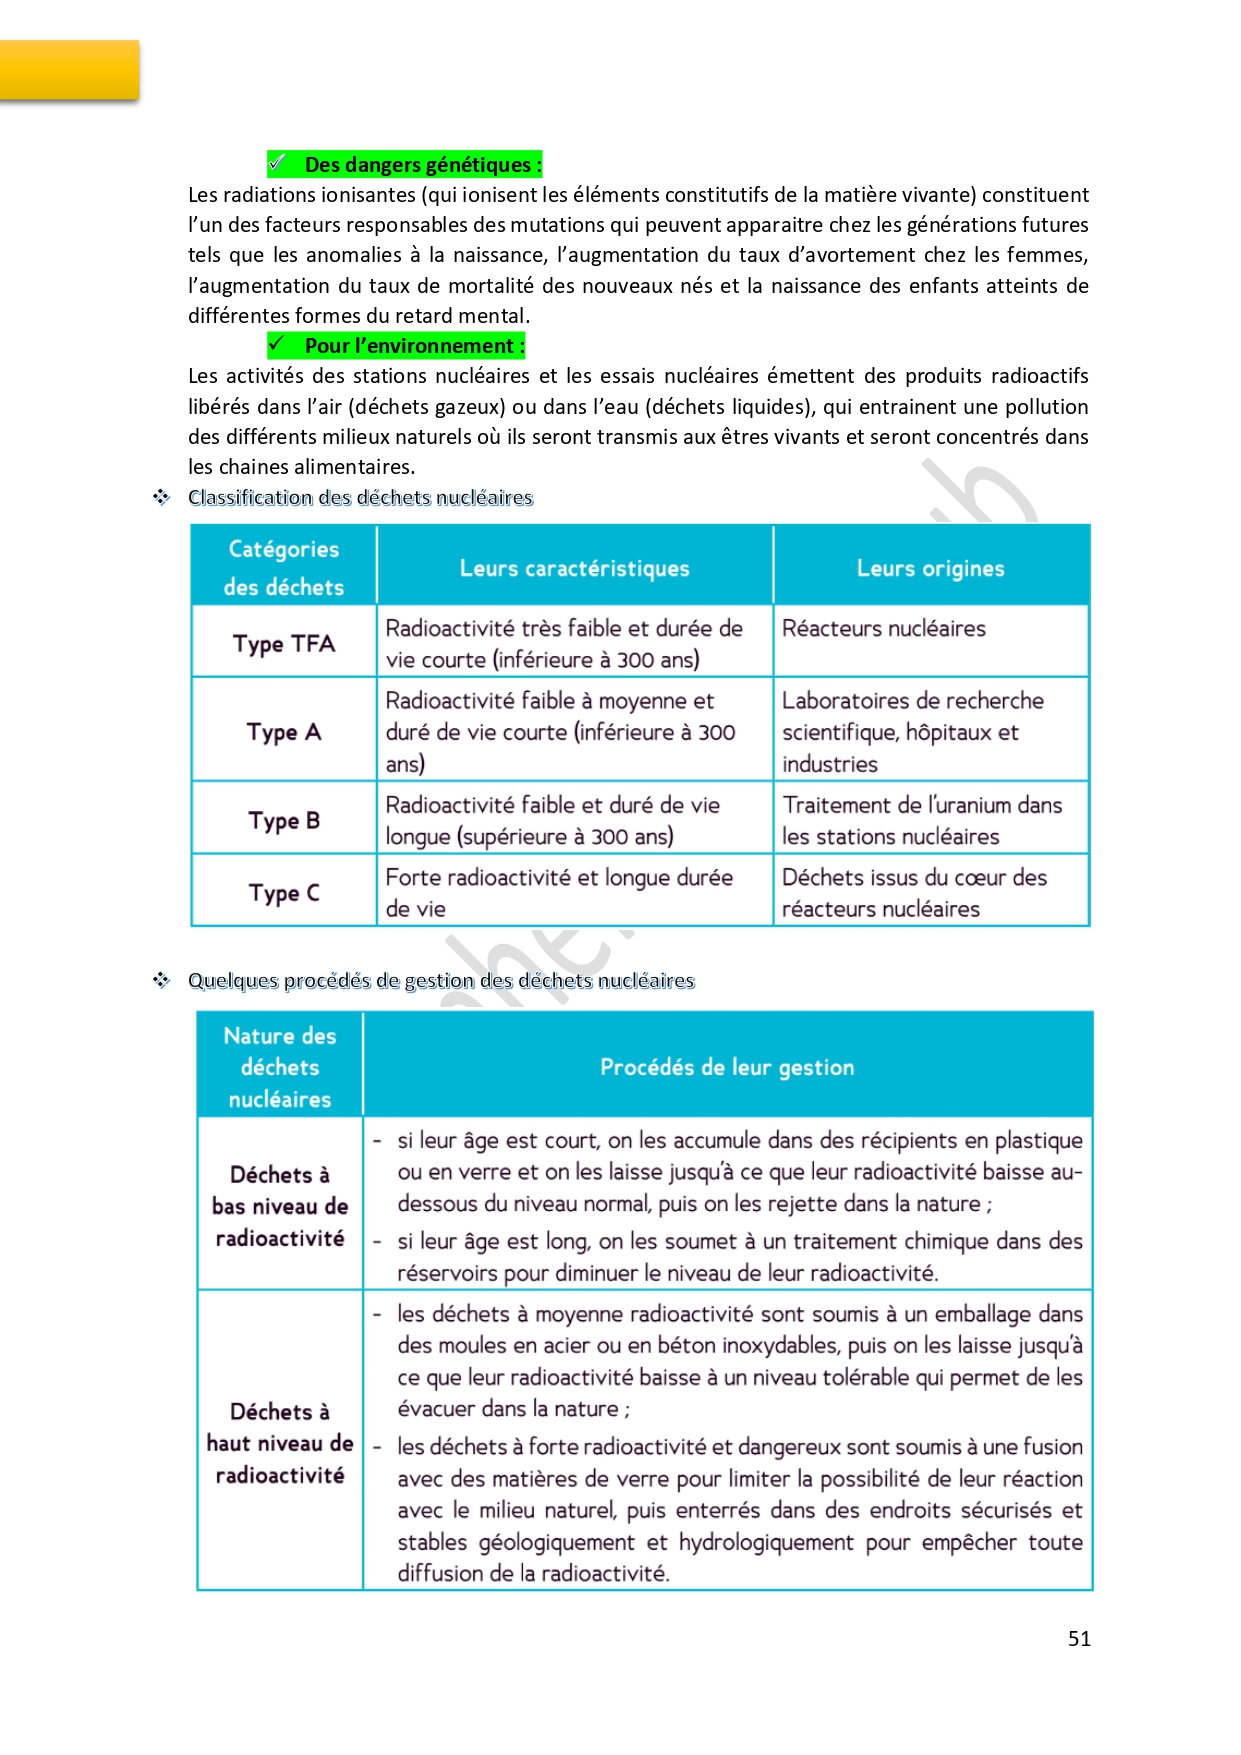 ✓ Des dangers génétiques :
Les radiations ionisantes (qui ionisent les éléments constitutifs de la matière vivante) constituent
l’un des facteurs responsables des mutations qui peuvent apparaitre chez les générations futures
tels que les anomalies à la naissance, l’augmentation du taux d’avortement chez les femmes,
l’augmentation du taux de mortalité des nouveaux nés et la naissance des enfants atteints de
différentes formes du retard mental.
✓ Pour l’environnement :
Les activités des stations nucléaires et les essais nucléaires émettent des produits radioactifs
libérés dans l’air (déchets gazeux) ou dans l’eau (déchets liquides), qui entrainent une pollution
des différents milieux naturels où ils seront transmis aux êtres vivants et seront concentrés dans
les chaines alimentaires.
❖ Classification des déchets nucléaires
Catégories
des déchets
Leurs caractéristiques
Leurs origines
Type TFA
Radioactivité très faible et durée de
vie courte (inférieure à 300 ans)
Réacteurs nucléaires
Type A
Radioactivité faible à moyenne et
duré de vie courte (inférieure à 300
ans)
Laboratoires de recherche
scientifique, hôpitaux et
industries
Type B
Radioactivité faible et duré de vie
longue (supérieure à 300 ans)
Traitement de l’uranium dans
les stations nucléaires
Type C
Forte radioactivité et longue durée
de vie
Déchets issus du cœur des
réacteurs nucléaires
❖ Quelques procédés de gestion des déchets nucléaires
Nature des
déchets
nucléaires
Procédés de leur gestion
Déchets à
bas niveau de
radioactivité
- si leur âge est court, on les accumule dans des récipients en plastique
ou en verre et on les laisse jusqu’à ce que leur radioactivité baisse au-
dessous du niveau normal, puis on les rejette dans la nature ;
- si leur âge est long, on les soumet à un traitement chimique dans des
réservoirs pour diminuer le niveau de leur radioactivité.
Déchets à
haut niveau de
radioactivité
- les déchets à moyenne radioactivité sont soumis à un emballage dans
des moules en acier ou en béton inoxydables, puis on les laisse jusqu’à
ce que leur radioactivité baisse à un niveau tolérable qui permet de les
évacuer dans la nature ;
- les déchets à forte radioactivité et dangereux sont soumis à une fusion
avec des matières de verre pour limiter la possibilité de leur réaction
avec le milieu naturel, puis enterrés dans des endroits sécurisés et
stables géologiquement et hydrologiquement pour empêcher toute
diffusion de la radioactivité.
51